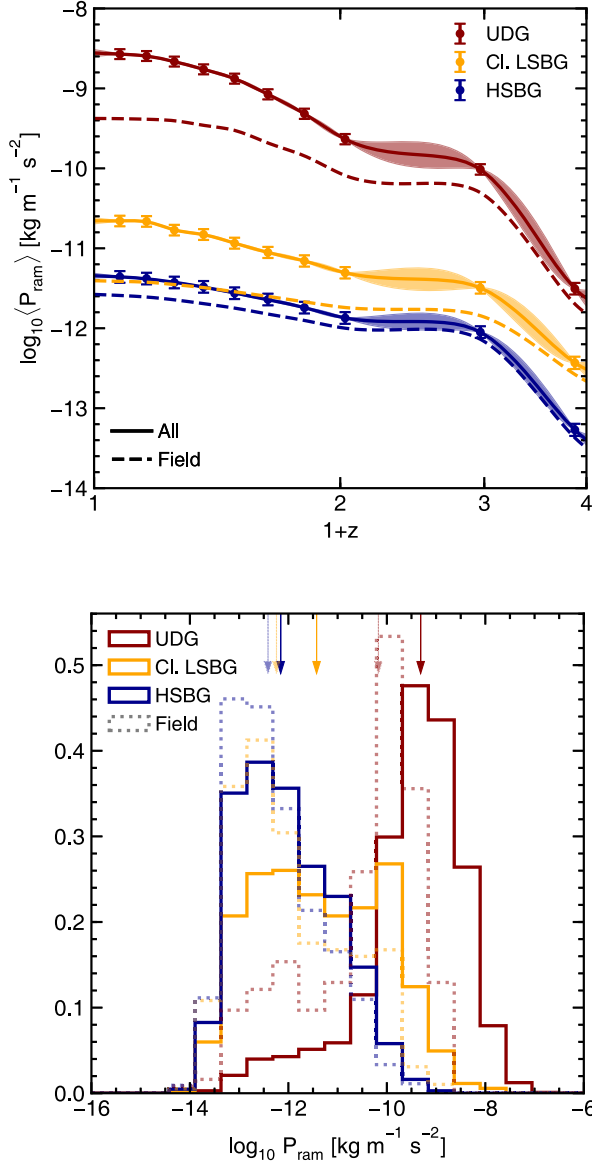 −8
−9
−10
−11
−12
−13
−14
log₁₀⟨P_ram⟩ [kg m⁻¹ s⁻²]
UDG
Cl. LSBG
HSBG
All
Field
1 2 3 4
1+z
0.5
0.4
0.3
0.2
0.1
0.0
UDG
Cl. LSBG
HSBG
Field
−16 −14 −12 −10 −8 −6
log₁₀ P_ram [kg m⁻¹ s⁻²]